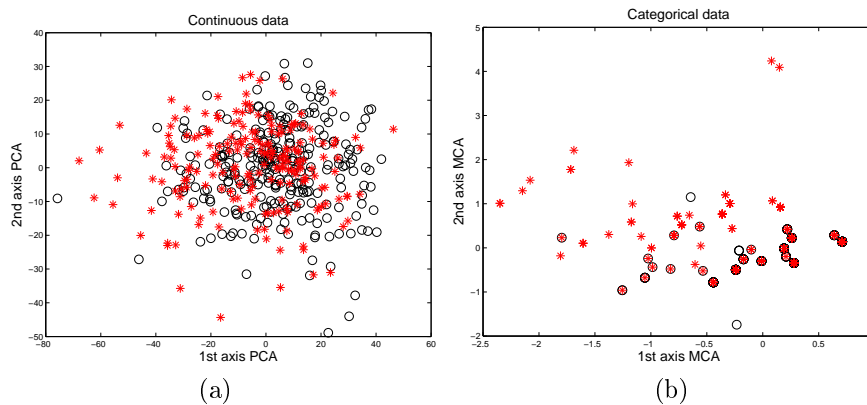 Continuous data
40
30
20
10
0
−10
−20
−30
−40
−50
2nd axis PCA
−80 −60 −40 −20 0 20 40 60
1st axis PCA
(a)
Categorical data
5
4
3
2
1
0
−1
−2
2nd axis MCA
−2.5 −2 −1.5 −1 −0.5 0 0.5
1st axis MCA
(b)